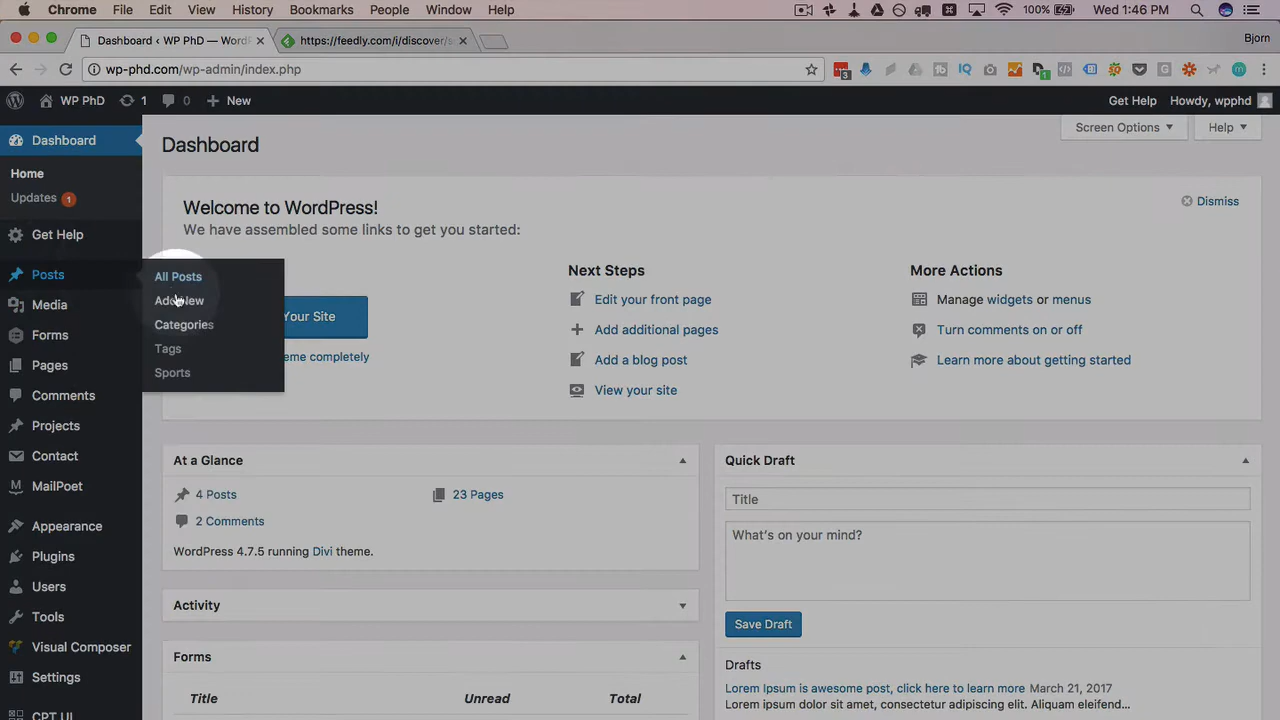 Chrome File Edit View History Bookmarks People Window Help 100% Wed 1:46 PM
Dashboard ‹ WP PhD — WordP
https://feedly.com/i/discover/s
Bjorn
wp-phd.com/wp-admin/index.php
3
1
WP PhD 1 0 New
Get Help Howdy, wpphd
Dashboard
Home
Updates 1
Get Help
Posts
Media
Forms
Pages
Comments
Projects
Contact
MailPoet
Appearance
Plugins
Users
Tools
Visual Composer
Settings
CPT UI
All Posts
Add New
Categories
Tags
Sports
Dashboard
Screen Options
Help
Welcome to WordPress!
Dismiss
We have assembled some links to get you started:
Your Site
eme completely
Next Steps
Edit your front page
Add additional pages
Add a blog post
View your site
More Actions
Manage widgets or menus
Turn comments on or off
Learn more about getting started
At a Glance
4 Posts
23 Pages
2 Comments
WordPress 4.7.5 running Divi theme.
Activity
Forms
Title Unread Total
Quick Draft
Title
What's on your mind?
Save Draft
Drafts
Lorem Ipsum is awesome post, click here to learn more March 21, 2017
Lorem ipsum dolor sit amet, consectetur adipiscing elit. Aliquam eleifend...